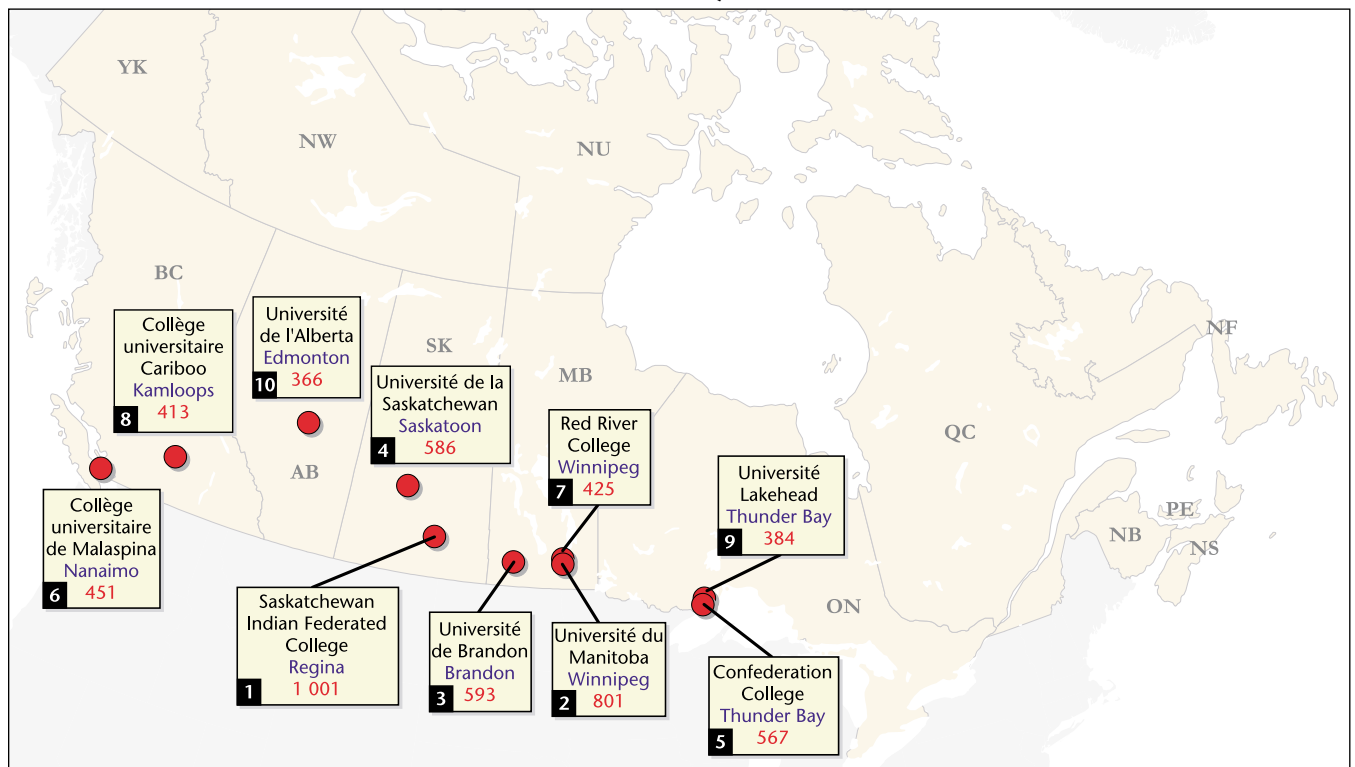 YK
NW
NU
BC
AB
SK
MB
ON
QC
NF
PE
NB
NS
Collège
universitaire
Cariboo
Kamloops
8 413
Université
de l'Alberta
Edmonton
10 366
Université de la
Saskatchewan
Saskatoon
4 586
Red River
College
Winnipeg
7 425
Université
Lakehead
Thunder Bay
9 384
Collège
universitaire
de Malaspina
Nanaimo
6 451
Saskatchewan
Indian Federated
College
Regina
1 1 001
Université
de Brandon
Brandon
3 593
Université du
Manitoba
Winnipeg
2 801
Confederation
College
Thunder Bay
5 567